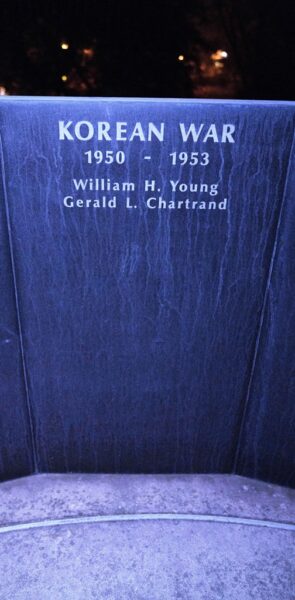 KOREAN WAR
1950 - 1953
William H. Young
Gerald L. Chartrand